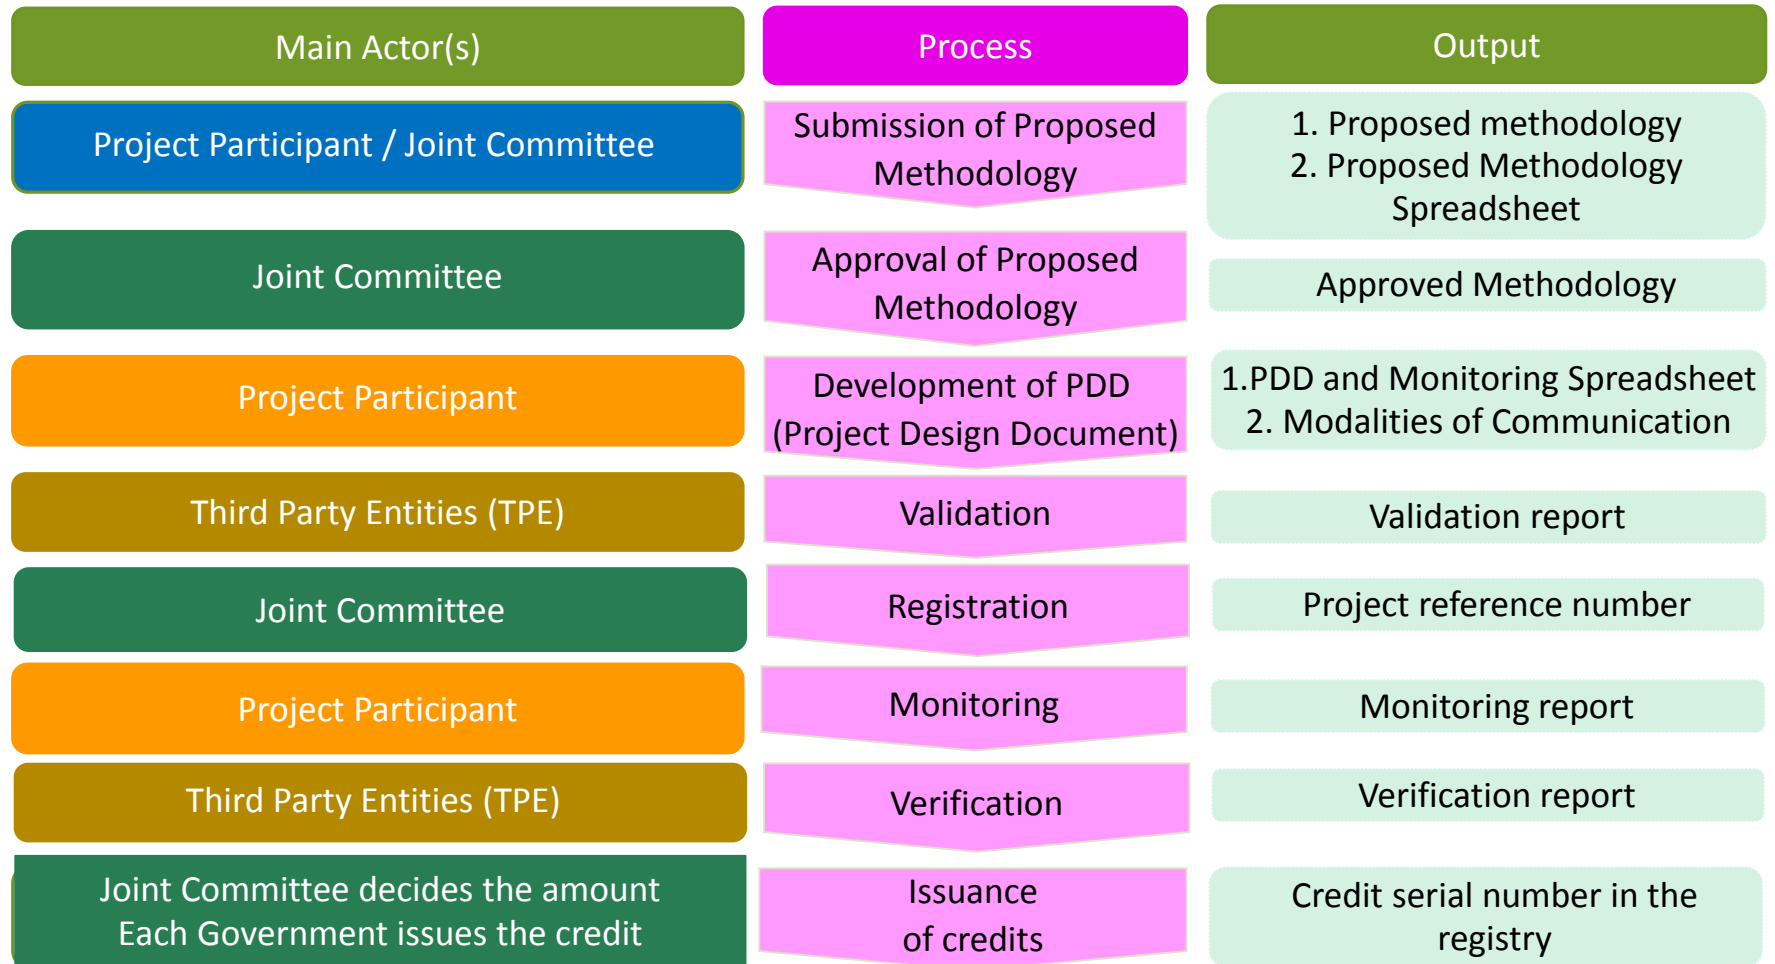 Main Actor(s)
Process
Output
Project Participant / Joint Committee
Submission of Proposed
Methodology
1. Proposed methodology
2. Proposed Methodology
Spreadsheet
Joint Committee
Approval of Proposed
Methodology
Approved Methodology
Project Participant
Development of PDD
(Project Design Document)
1.PDD and Monitoring Spreadsheet
2. Modalities of Communication
Third Party Entities (TPE)
Validation
Validation report
Joint Committee
Registration
Project reference number
Project Participant
Monitoring
Monitoring report
Third Party Entities (TPE)
Verification
Verification report
Joint Committee decides the amount
Each Government issues the credit
Issuance
of credits
Credit serial number in the
registry